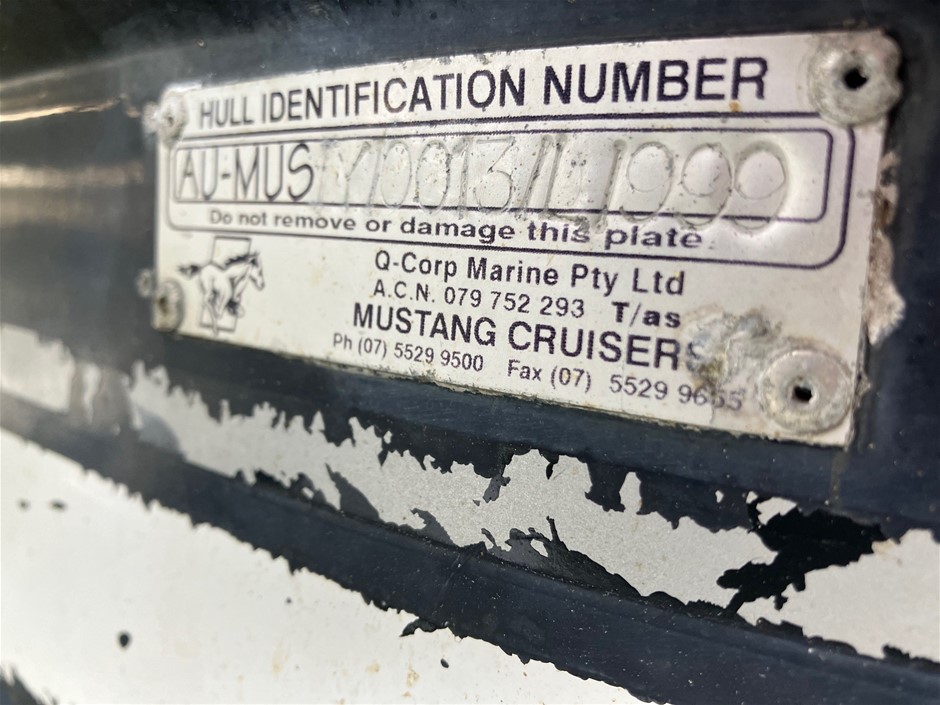 HULL IDENTIFICATION NUMBER
AU-MUS
Do not remove or damage this plate.
Q-Corp Marine Pty Ltd
A.C.N. 079 752 293 T/as
MUSTANG CRUISERS
Ph (07) 5529 9500 Fax (07) 5529 9655